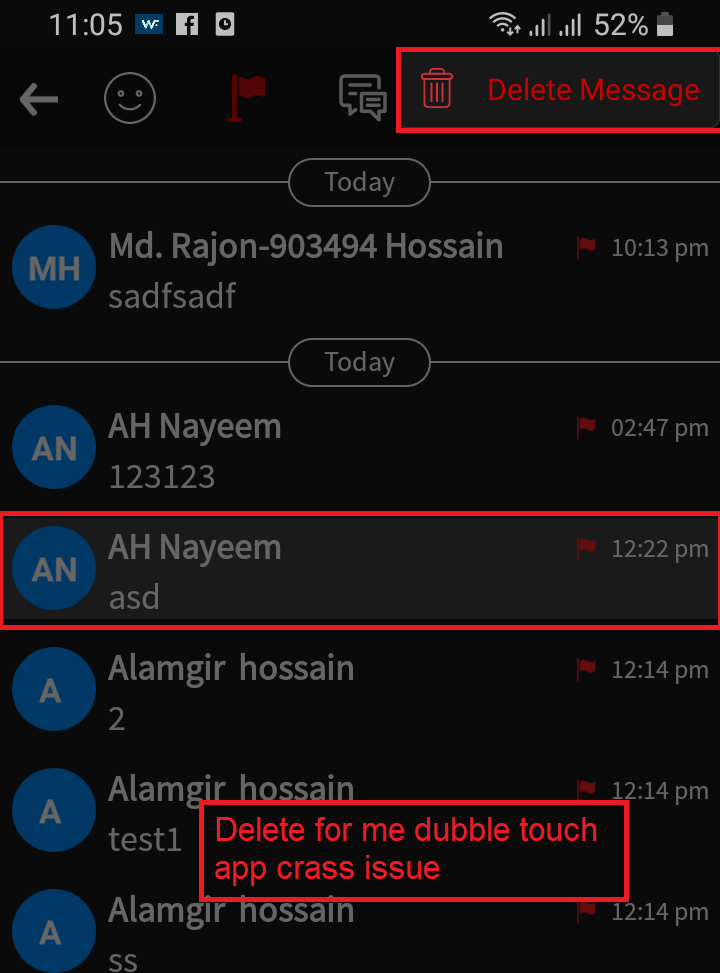 11:05 52%
Delete Message
Today
MH Md. Rajon-903494 Hossain 10:13 pm
sadfsadf
Today
AN AH Nayeem 02:47 pm
123123
AN AH Nayeem 12:22 pm
asd
A Alamgir hossain 12:14 pm
2
A Alamgir hossain 12:14 pm
test1
Delete for me dubble touch
app crass issue
A Alamgir hossain 12:14 pm
ss